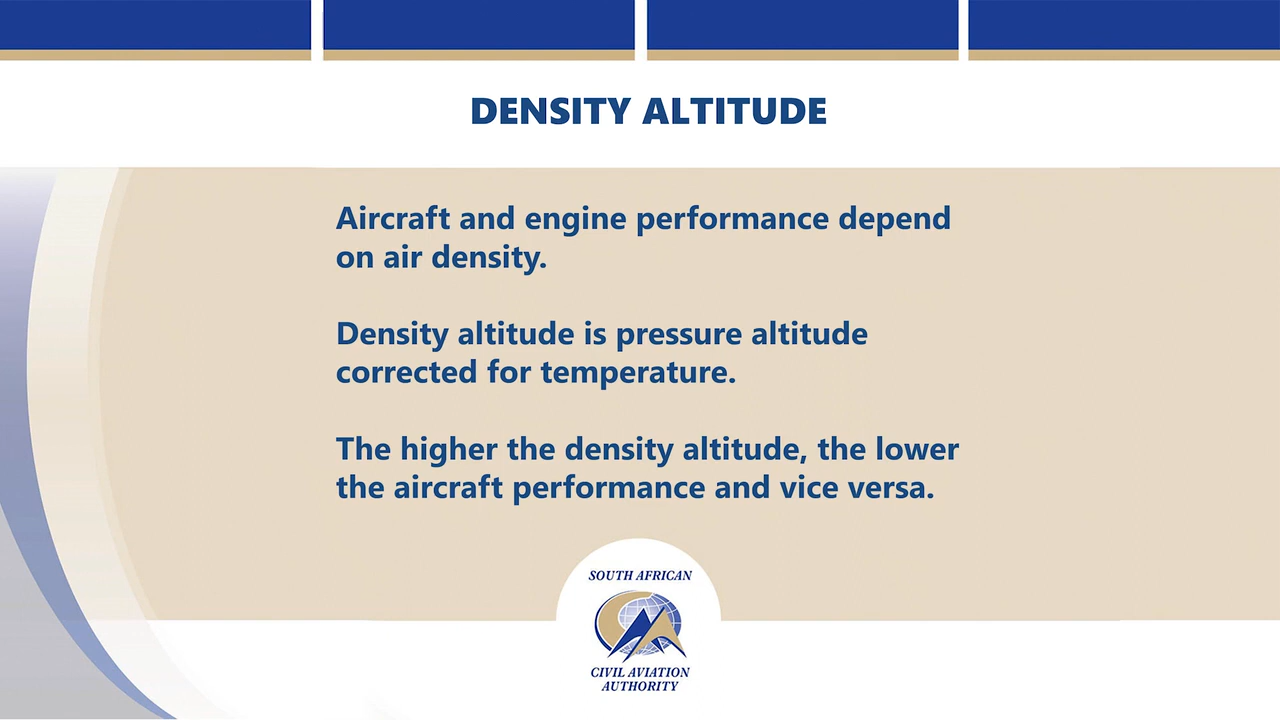 DENSITY ALTITUDE
Aircraft and engine performance depend
on air density.
Density altitude is pressure altitude
corrected for temperature.
The higher the density altitude, the lower
the aircraft performance and vice versa.
SOUTH AFRICAN
CIVIL AVIATION
AUTHORITY